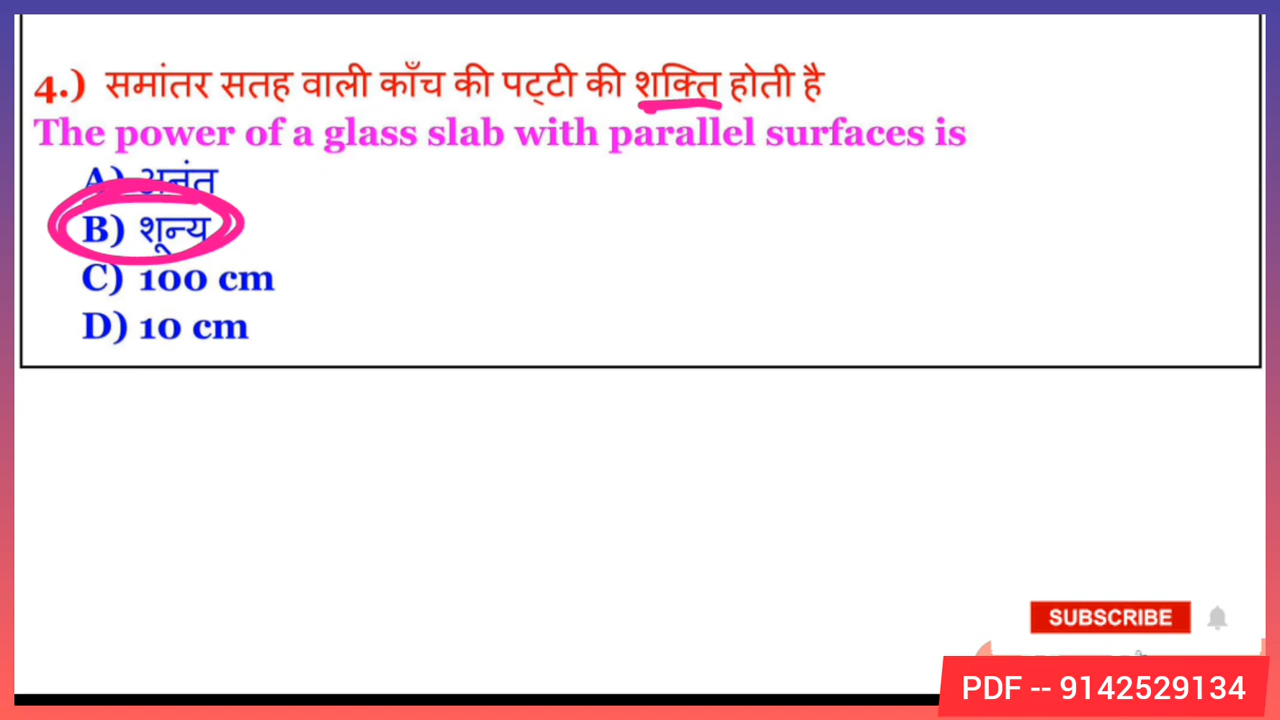 4.) समांतर सतह वाली काँच की पट्टी की शक्ति होती है
The power of a glass slab with parallel surfaces is
A) अनंत
B) शून्य
C) 100 cm
D) 10 cm
SUBSCRIBE
PDF -- 9142529134